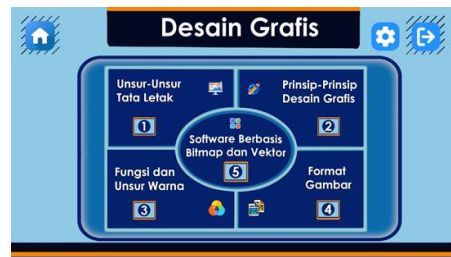 Desain Grafis
Unsur-Unsur
Tata Letak
1
Prinsip-Prinsip
Desain Grafis
2
Software Berbasis
Bitmap dan Vektor
5
Fungsi dan
Unsur Warna
3
Format
Gambar
4